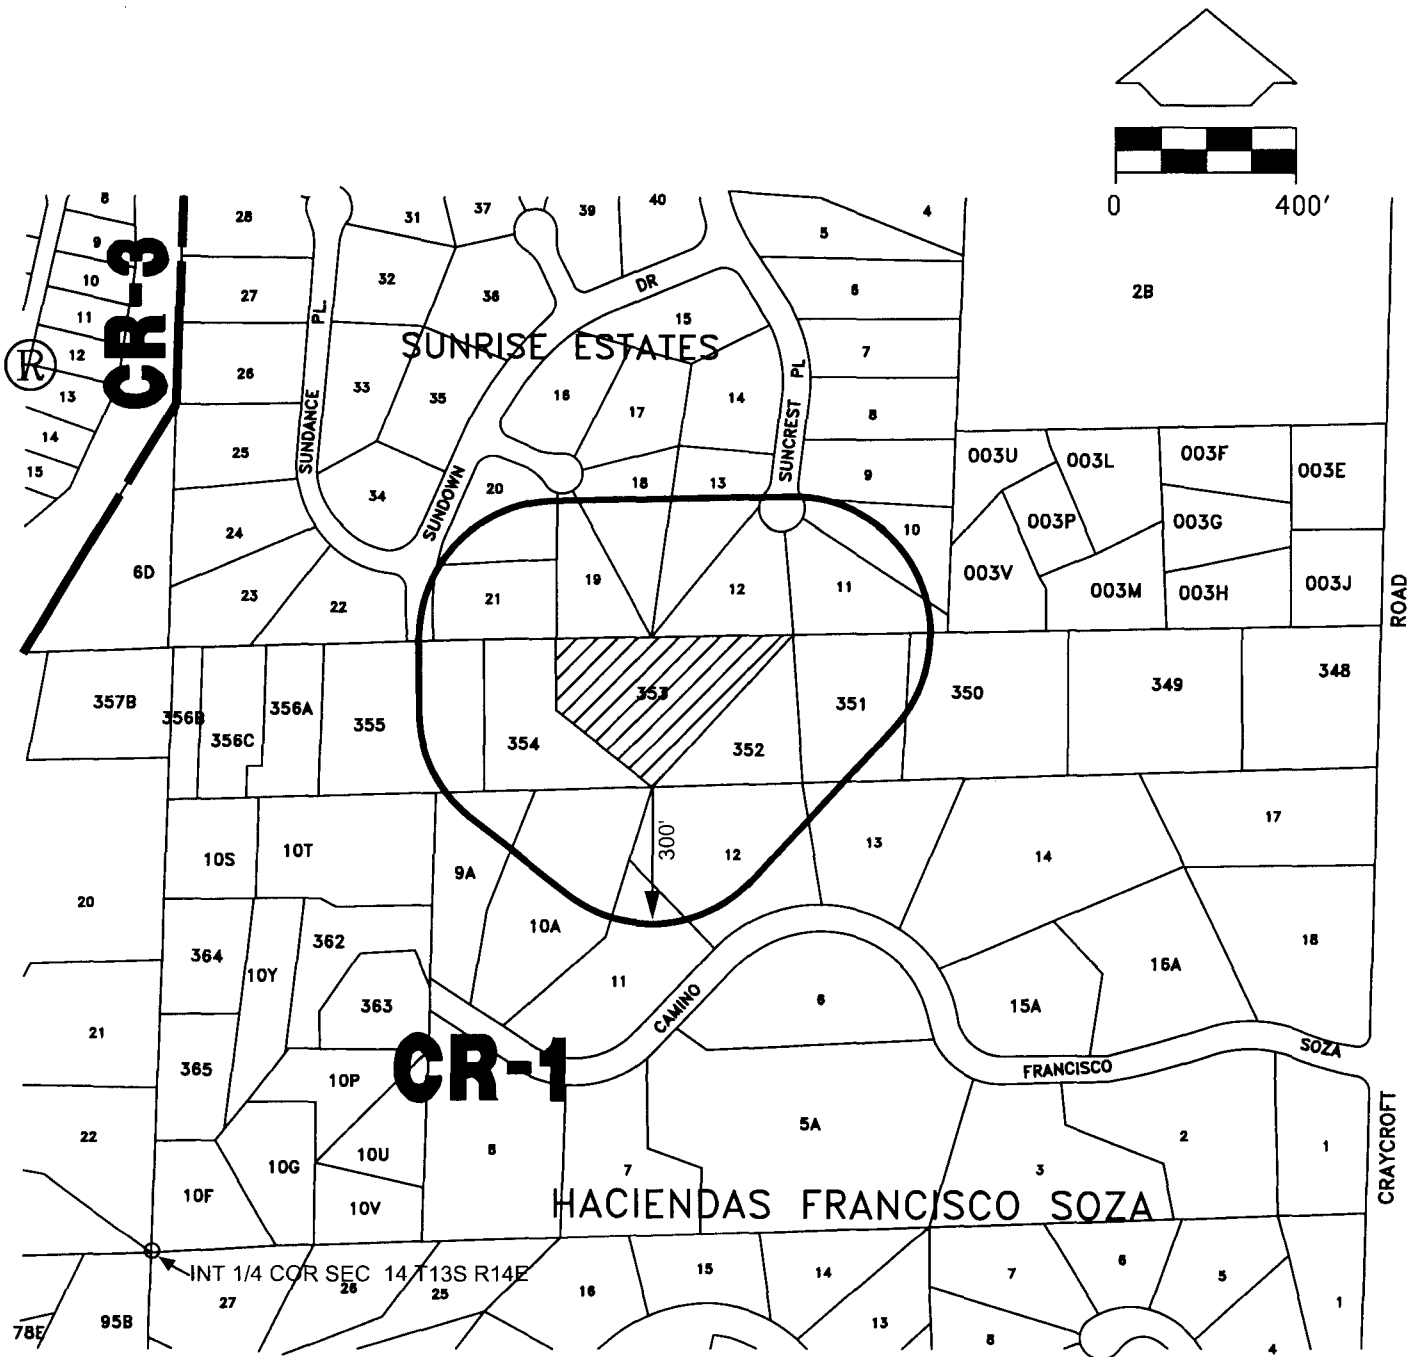 0 400'
8
28
31
37
39
40
4
5
9
CR-3
10
27
PL.
32
36
DR
6
2B
11
15
SUNRISE ESTATES
7
12
R
26
33
35
16
17
14
PL
13
8
14
25
SUNDANCE
SUNCREST
003U
003L
003F
003E
15
34
SUNDOWN
20
18
13
9
10
003P
003G
24
6D
23
22
21
19
12
11
003V
003M
003H
003J
ROAD
357B
356B
356C
356A
355
354
353
352
351
350
349
348
300'
10S
10T
9A
12
13
14
17
20
10A
364
10Y
362
363
11
CAMINO
6
15A
16A
18
21
CR-1
365
10P
FRANCISCO
SOZA
22
10G
10U
8
5A
2
1
CRAYCROFT
10F
10V
7
3
HACIENDAS FRANCISCO SOZA
INT 1/4 COR SEC 14 T13S R14E
27
26
25
16
15
14
7
6
5
78E
95B
13
8
4
1